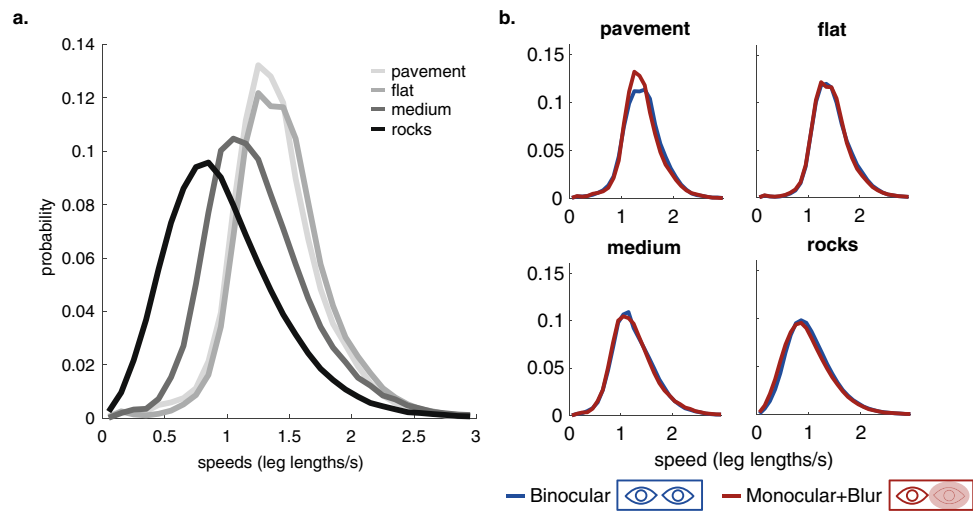 a.
0.14
0.12
0.1
0.08
0.06
0.04
0.02
0
probability
0 0.5 1 1.5 2 2.5 3
speeds (leg lengths/s)
pavement
flat
medium
rocks
b.
pavement
0.15
0.1
0.05
0
0 1 2
flat
0 1 2
medium
0.15
0.1
0.05
0
0 1 2
rocks
0 1 2
speed (leg lengths/s)
Binocular
Monocular+Blur